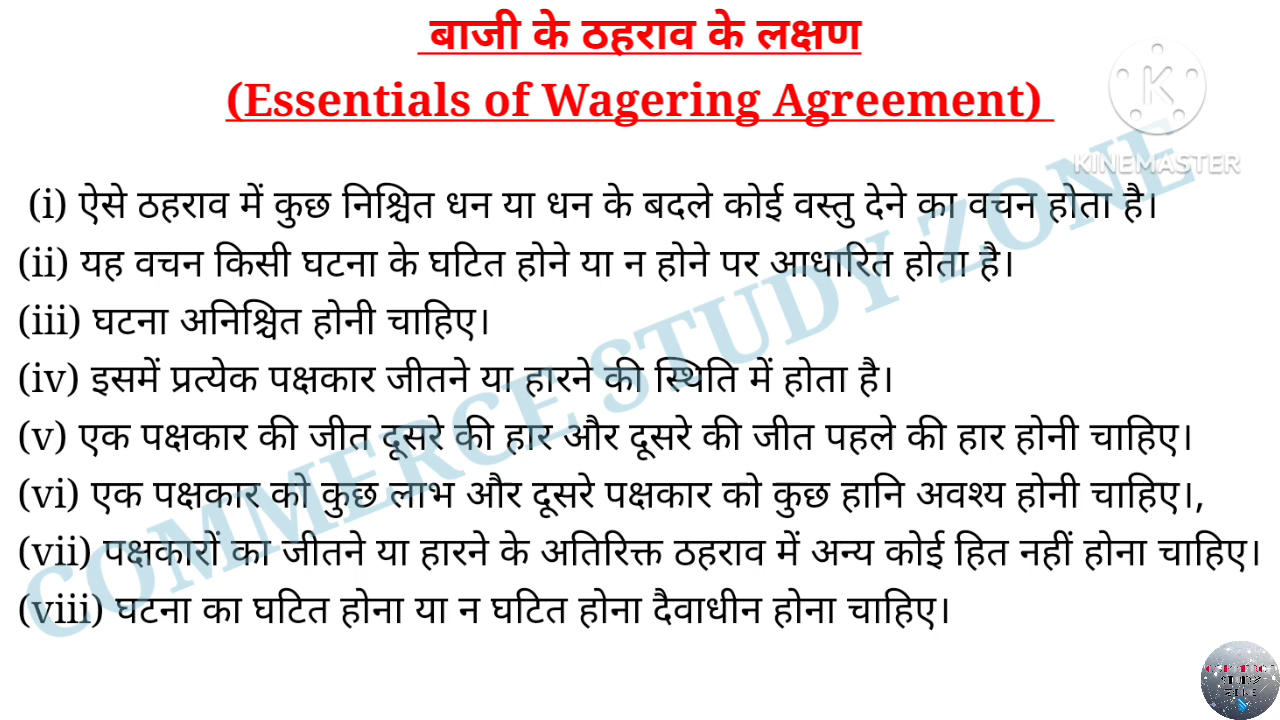 बाजी के ठहराव के लक्षण
(Essentials of Wagering Agreement)
K
KINEMASTER
(i) ऐसे ठहराव में कुछ निश्चित धन या धन के बदले कोई वस्तु देने का वचन होता है।
(ii) यह वचन किसी घटना के घटित होने या न होने पर आधारित होता है।
(iii) घटना अनिश्चित होनी चाहिए।
(iv) इसमें प्रत्येक पक्षकार जीतने या हारने की स्थिति में होता है।
(v) एक पक्षकार की जीत दूसरे की हार और दूसरे की जीत पहले की हार होनी चाहिए।
(vi) एक पक्षकार को कुछ लाभ और दूसरे पक्षकार को कुछ हानि अवश्य होनी चाहिए।,
(vii) पक्षकारों का जीतने या हारने के अतिरिक्त ठहराव में अन्य कोई हित नहीं होना चाहिए।
(viii) घटना का घटित होना या न घटित होना दैवाधीन होना चाहिए।
COMMERCE STUDY ZONE